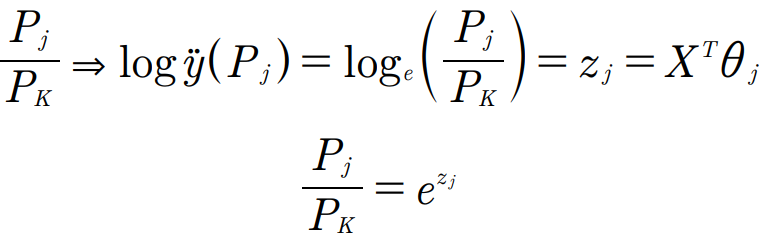 P_j/P_K ⇒ log ÿ(P_j) = log_e(P_j/P_K) = z_j = X^T θ_j
P_j/P_K = e^{z_j}